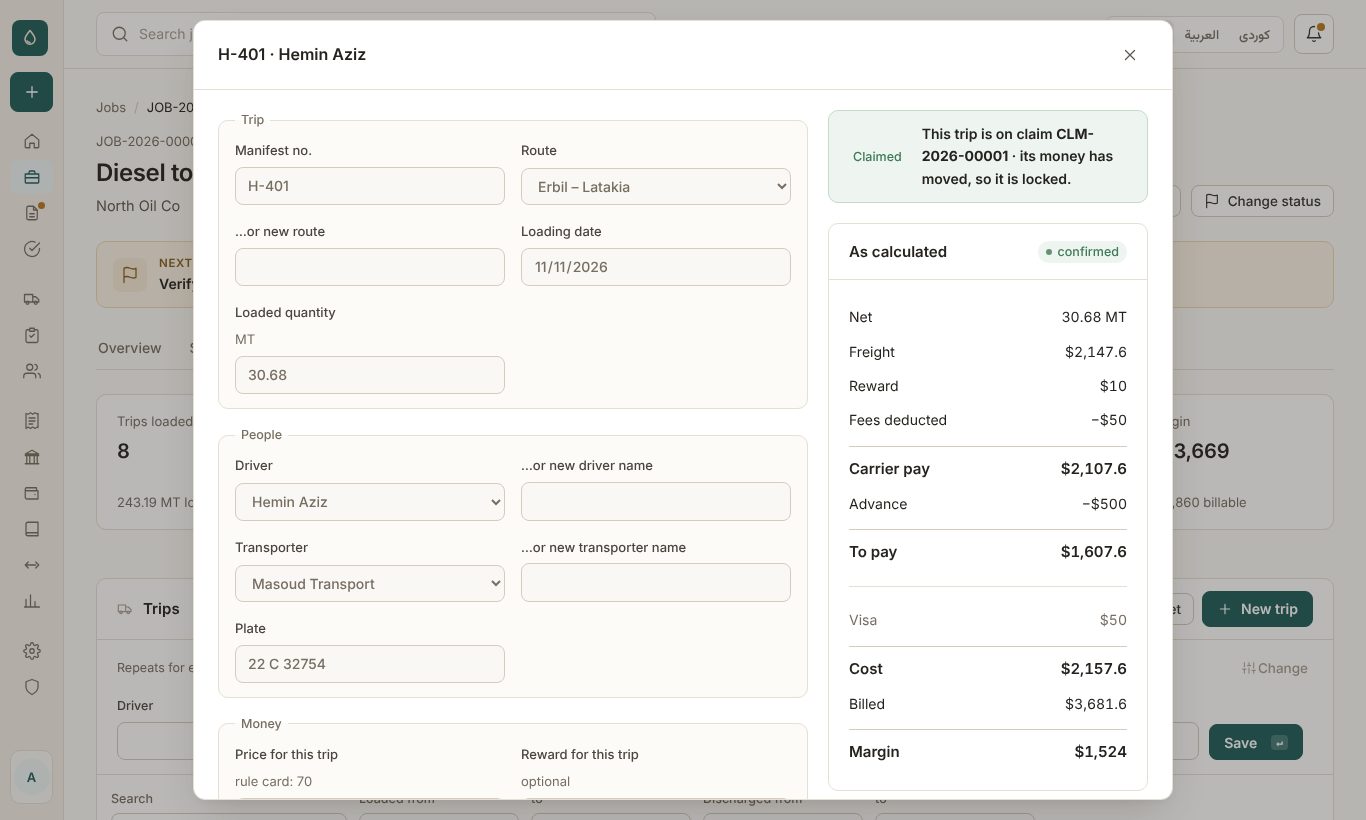 Search j
العربية
كوردی
H-401 · Hemin Aziz
Jobs / JOB-20
JOB-2026-000
Diesel to
North Oil Co
Change status
NEXT
Verify
Overview
Trips loaded
8
243.19 MT lo
gin
3,669
,860 billable
Trips
et
New trip
Repeats for e
Change
Driver
Save
Search
Loaded from
to
Discharged from
to
A
Trip
Manifest no.
H-401
Route
Erbil – Latakia
...or new route
Loading date
11/11/2026
Loaded quantity
MT
30.68
People
Driver
Hemin Aziz
...or new driver name
Transporter
Masoud Transport
...or new transporter name
Plate
22 C 32754
Money
Price for this trip
rule card: 70
Reward for this trip
optional
Claimed
This trip is on claim CLM-
2026-00001 · its money has
moved, so it is locked.
As calculated
confirmed
Net 30.68 MT
Freight $2,147.6
Reward $10
Fees deducted −$50
Carrier pay $2,107.6
Advance −$500
To pay $1,607.6
Visa $50
Cost $2,157.6
Billed $3,681.6
Margin $1,524